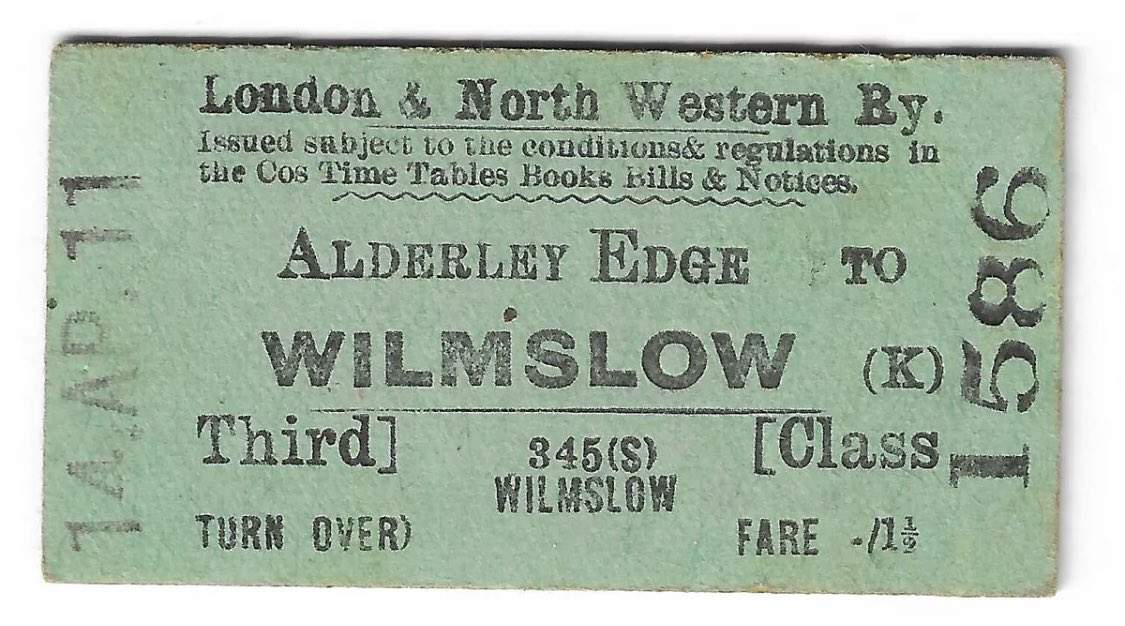 London & North Western Ry.
Issued subject to the conditions& regulations in
the Cos Time Tables Books Bills & Notices.
ALDERLEY EDGE TO
WILMSLOW (K)
Third] [Class
345(S)
WILMSLOW
TURN OVER) FARE -/1½
14.AP.11
1586